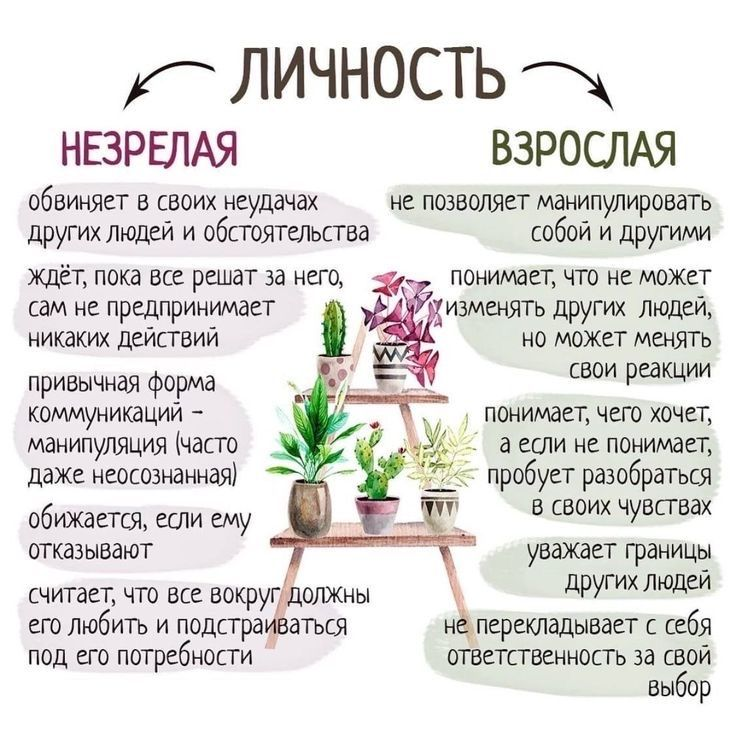 ЛИЧНОСТЬ
НЕЗРЕЛАЯ
обвиняет в своих неудачах
других людей и обстоятельства
ждёт, пока все решат за него,
сам не предпринимает
никаких действий
привычная форма
коммуникаций -
манипуляция (часто
даже неосознанная)
обижается, если ему
отказывают
считает, что все вокруг должны
его любить и подстраиваться
под его потребности
ВЗРОСЛАЯ
не позволяет манипулировать
собой и другими
понимает, что не может
изменять других людей,
но может менять
свои реакции
понимает, чего хочет,
а если не понимает,
пробует разобраться
в своих чувствах
уважает границы
других людей
не перекладывает с себя
ответственность за свой
выбор